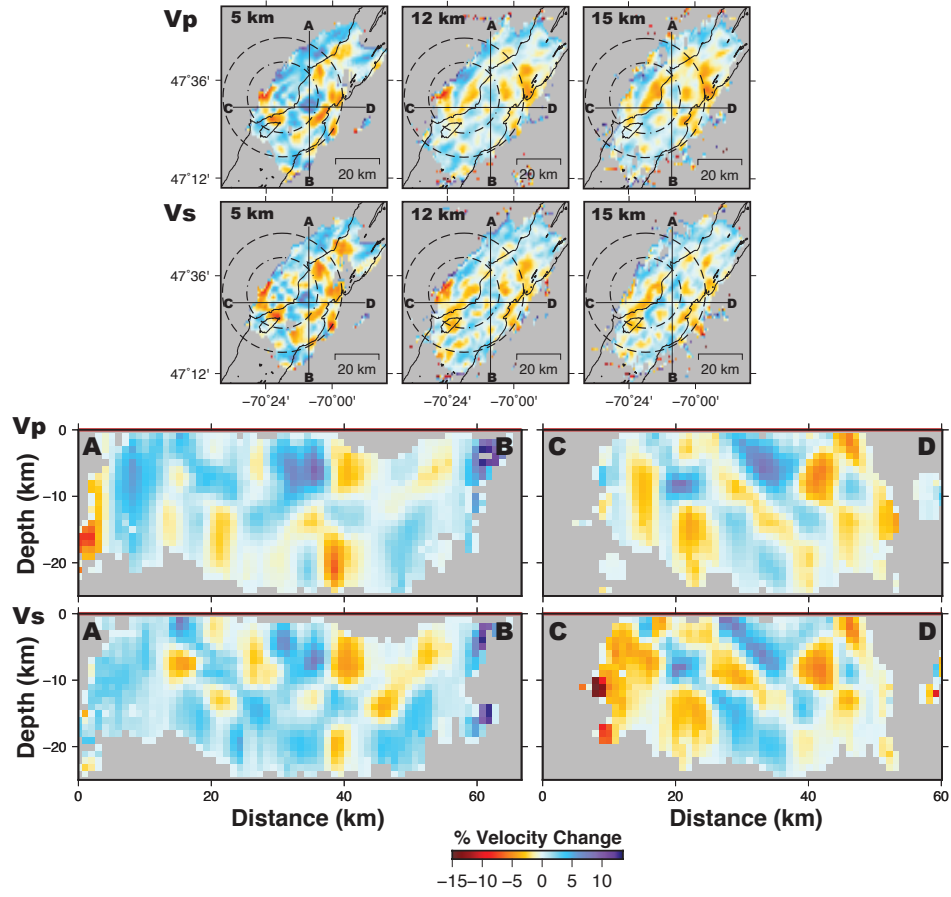 Vp
5 km
12 km
15 km
A
A
A
47˚36'
C
D
C
D
C
D
20 km
20 km
20 km
47˚12'
B
B
B
Vs
5 km
12 km
15 km
A
A
A
47˚36'
C
D
C
D
C
D
20 km
20 km
20 km
47˚12'
B
B
B
−70˚24' −70˚00' −70˚24' −70˚00' −70˚24' −70˚00'
Vp
0
−10
−20
Depth (km)
A
B
C
D
Vs
0
−10
−20
Depth (km)
A
B
C
D
0 20 40 60
0 20 40 60
Distance (km)
Distance (km)
% Velocity Change
−15 −10 −5 0 5 10